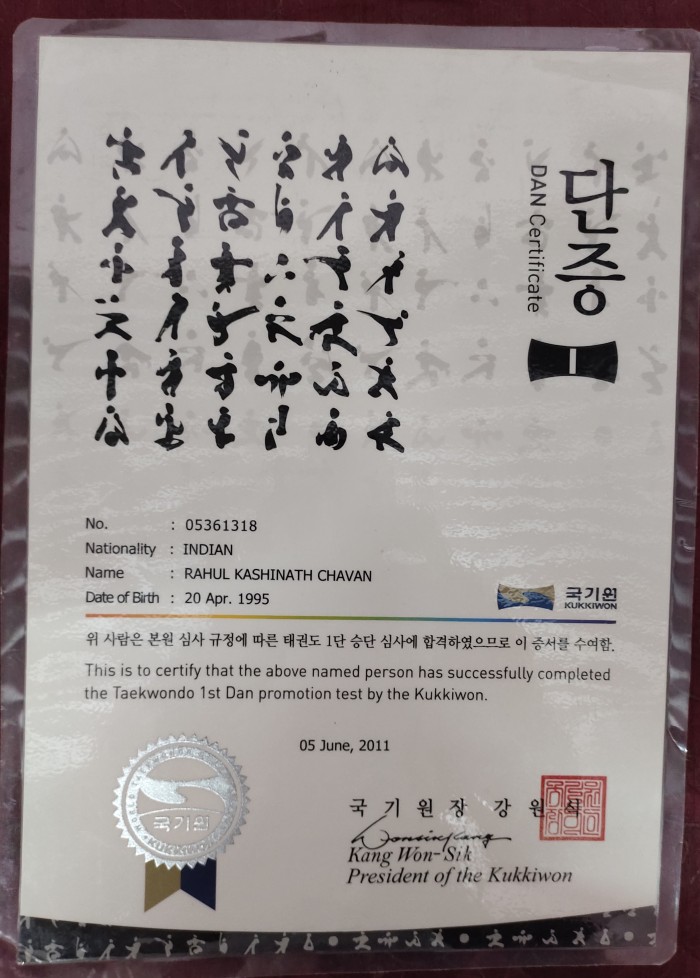 단증
DAN Certificate
I
No. : 05361318
Nationality : INDIAN
Name : RAHUL KASHINATH CHAVAN
Date of Birth : 20 Apr. 1995
국기원
KUKKIWON
위 사람은 본원 심사 규정에 따른 태권도 1단 승단 심사에 합격하였으므로 이 증서를 수여함.
This is to certify that the above named person has successfully completed
the Taekwondo 1st Dan promotion test by the Kukkiwon.
05 June, 2011
국기원
KUKKIWON
국 기 원 장 강 원 식
Kang Won-Sik
President of the Kukkiwon